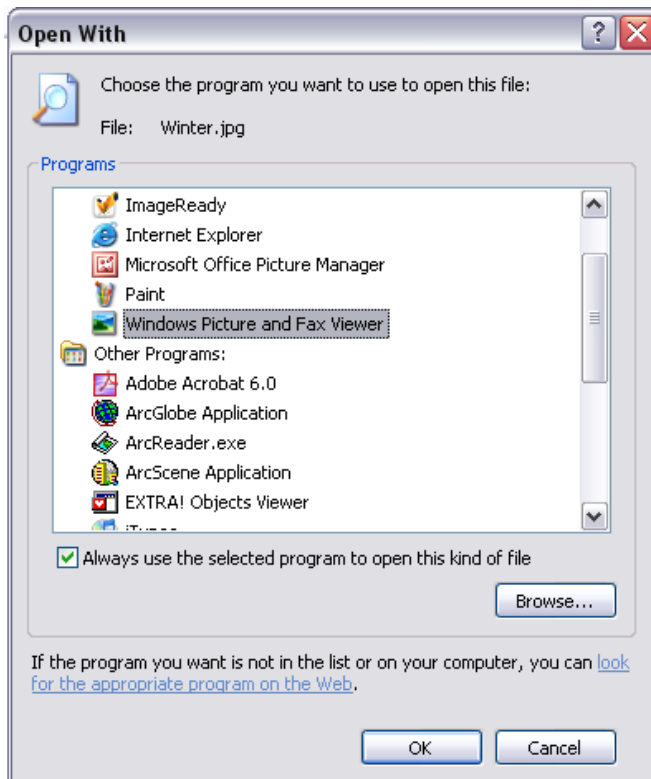 Open With
Choose the program you want to use to open this file:
File: Winter.jpg
Programs
ImageReady
Internet Explorer
Microsoft Office Picture Manager
Paint
Windows Picture and Fax Viewer
Other Programs:
Adobe Acrobat 6.0
ArcGlobe Application
ArcReader.exe
ArcScene Application
EXTRA! Objects Viewer
iTunes
Always use the selected program to open this kind of file
Browse...
If the program you want is not in the list or on your computer, you can look
for the appropriate program on the Web.
OK
Cancel